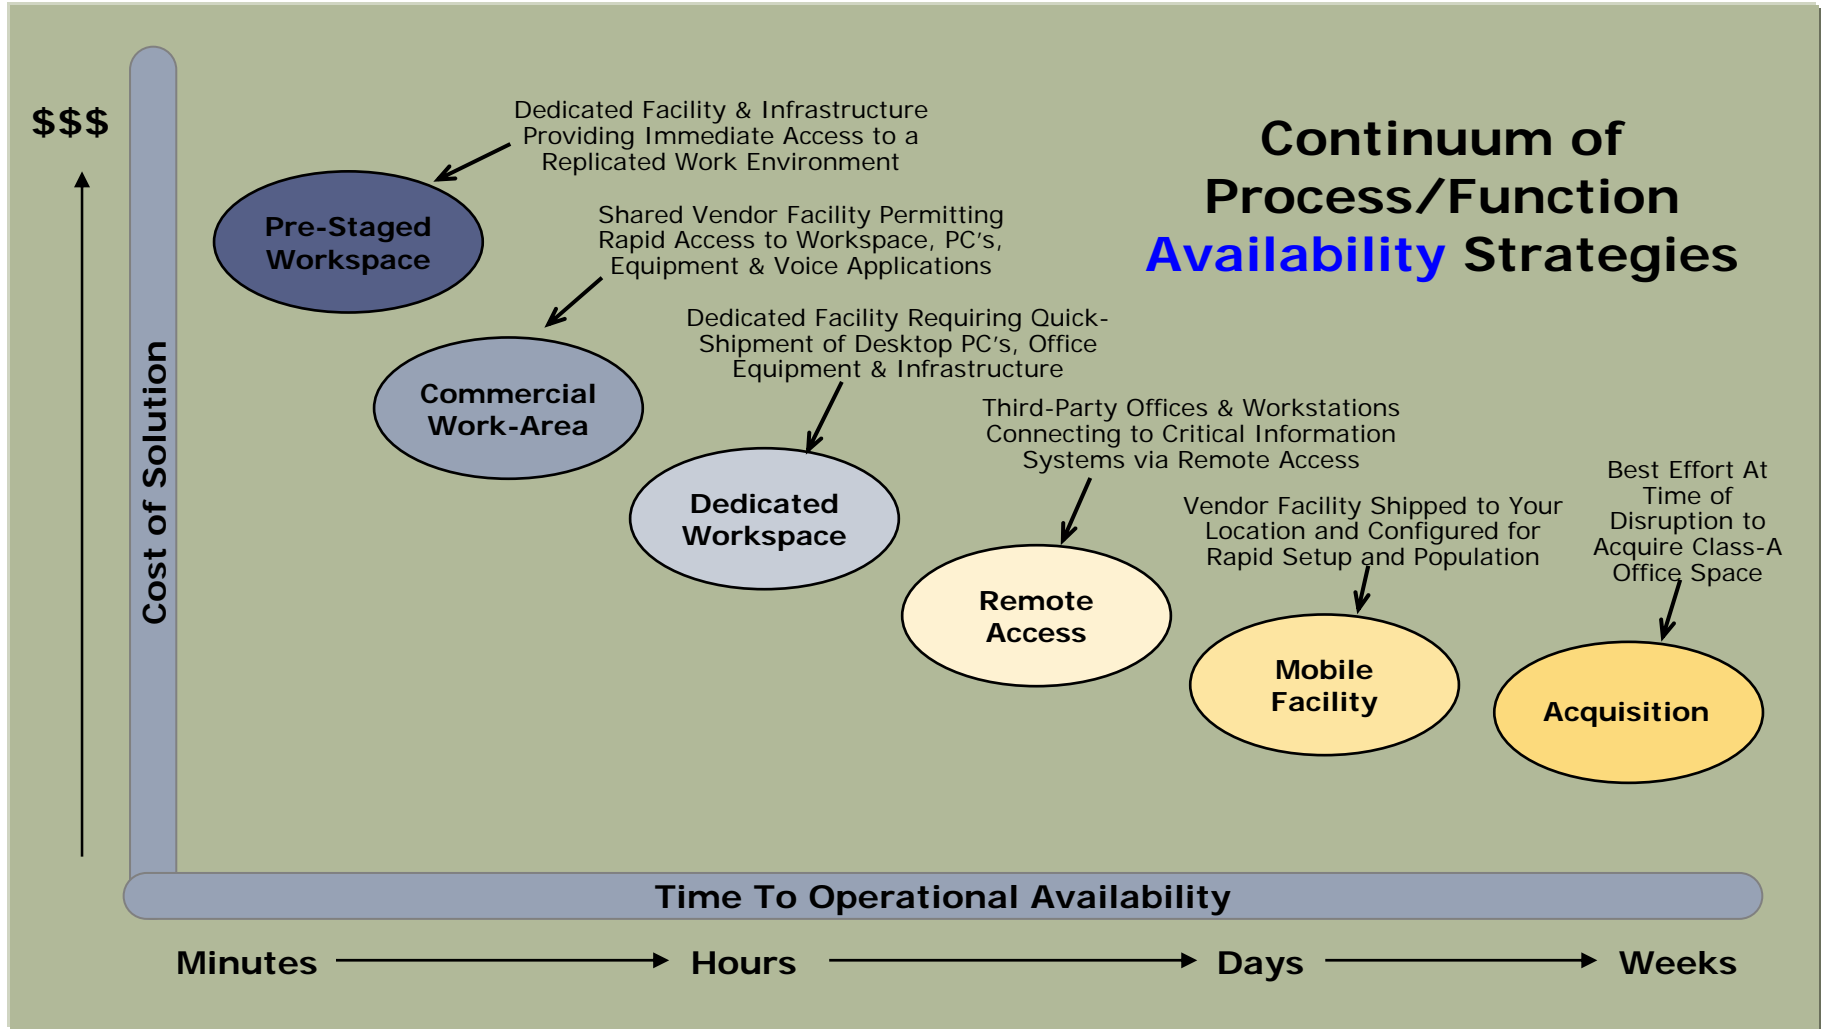 $$$
Dedicated Facility & Infrastructure
Providing Immediate Access to a
Replicated Work Environment
Continuum of
Process/Function
Availability Strategies
Pre-Staged
Workspace
Shared Vendor Facility Permitting
Rapid Access to Workspace, PC's,
Equipment & Voice Applications
Commercial
Work-Area
Dedicated Facility Requiring Quick-
Shipment of Desktop PC's, Office
Equipment & Infrastructure
Dedicated
Workspace
Third-Party Offices & Workstations
Connecting to Critical Information
Systems via Remote Access
Remote
Access
Vendor Facility Shipped to Your
Location and Configured for
Rapid Setup and Population
Mobile
Facility
Best Effort At
Time of
Disruption to
Acquire Class-A
Office Space
Acquisition
Cost of Solution
Time To Operational Availability
Minutes
Hours
Days
Weeks